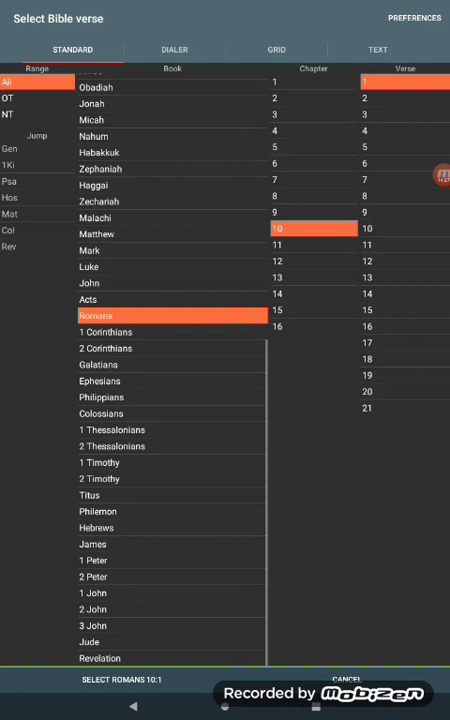 Select Bible verse
PREFERENCES
STANDARD
DIALER
GRID
TEXT
Range
Book
Chapter
Verse
All
OT
NT
Jump
Gen
1Ki
Psa
Hos
Mat
Col
Rev
Obadiah
Jonah
Micah
Nahum
Habakkuk
Zephaniah
Haggai
Zechariah
Malachi
Matthew
Mark
Luke
John
Acts
Romans
1 Corinthians
2 Corinthians
Galatians
Ephesians
Philippians
Colossians
1 Thessalonians
2 Thessalonians
1 Timothy
2 Timothy
Titus
Philemon
Hebrews
James
1 Peter
2 Peter
1 John
2 John
3 John
Jude
Revelation
1
2
3
4
5
6
7
8
9
10
11
12
13
14
15
16
1
2
3
4
5
6
7
8
9
10
11
12
13
14
15
16
17
18
19
20
21
SELECT ROMANS 10:1
CANCEL
Recorded by MOBIZEN